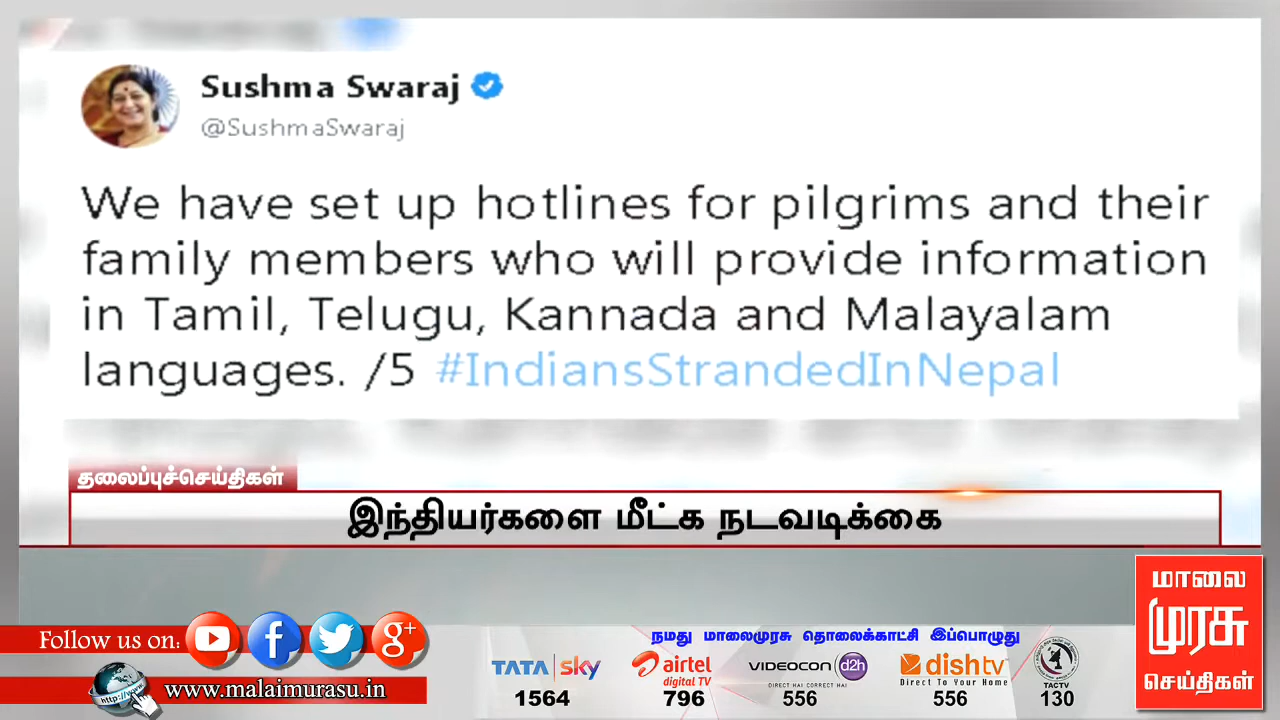 Sushma Swaraj
@SushmaSwaraj
We have set up hotlines for pilgrims and their
family members who will provide information
in Tamil, Telugu, Kannada and Malayalam
languages. /5 #IndiansStrandedInNepal
தலைப்புச்செய்திகள்
இந்தியர்களை மீட்க நடவடிக்கை
மாலை
முரசு
செய்திகள்
Follow us on:
www.malaimurasu.in
http://www
நமது மாலைமுரசு தொலைக்காட்சி இப்பொழுது
TATA sky
1564
airtel
digital TV
796
VIDEOCON d2h
DIRECT HAI CORRECT HAI
556
dishtv
Direct To Your Home
556
TACTV
130